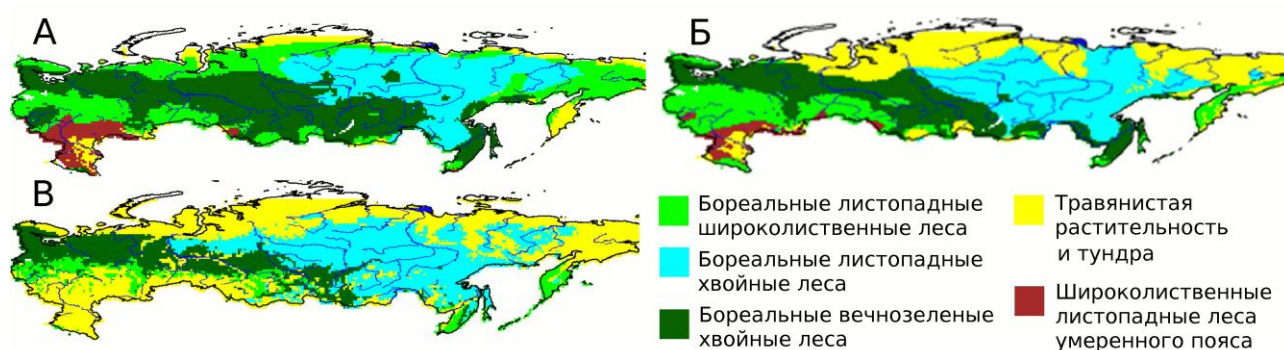 А
Б
В
Бореальные листопадные
широколиственные леса
Бореальные листопадные
хвойные леса
Бореальные вечнозеленые
хвойные леса
Травянистая
растительность
и тундра
Широколиственные
листопадные леса
умеренного пояса